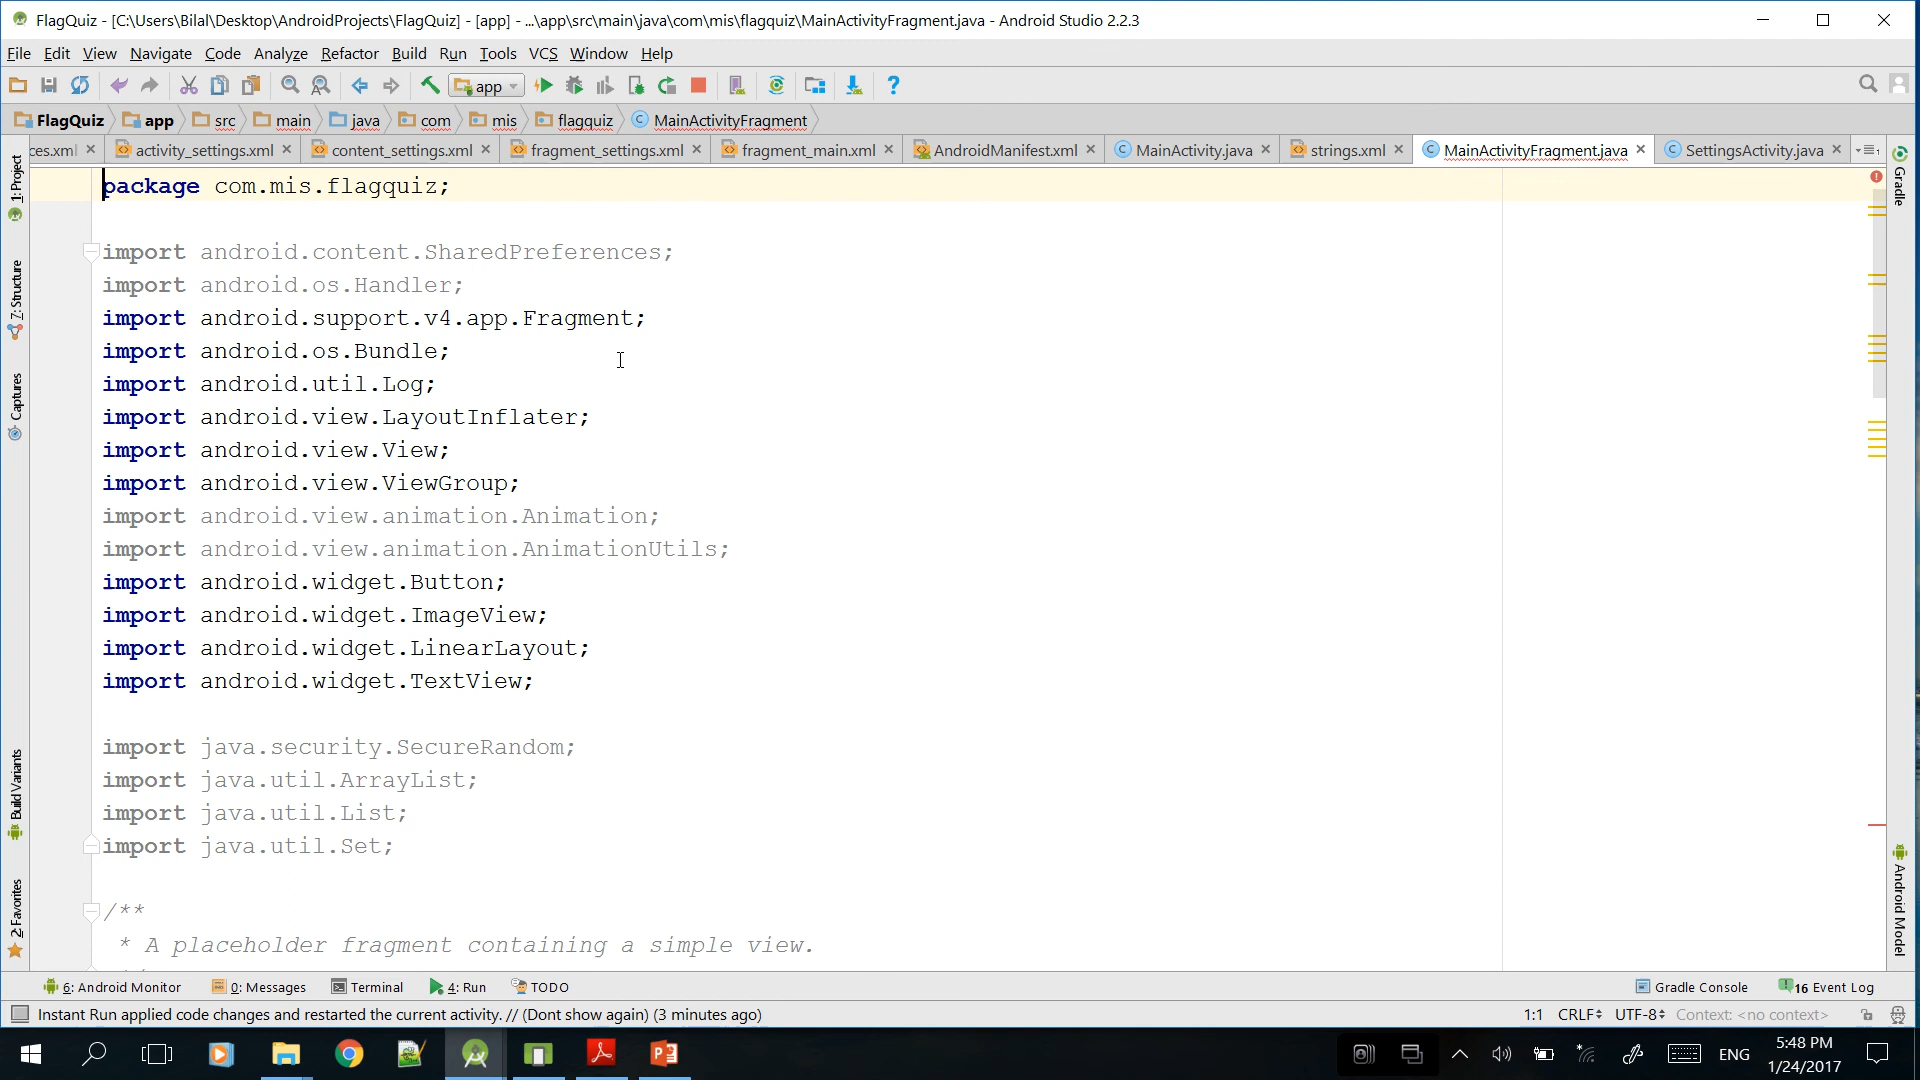 FlagQuiz - [C:\Users\Bilal\Desktop\AndroidProjects\FlagQuiz] - [app] - ...\app\src\main\java\com\mis\flagquiz\MainActivityFragment.java - Android Studio 2.2.3
File Edit View Navigate Code Analyze Refactor Build Run Tools VCS Window Help
app
FlagQuiz app src main java com mis flagquiz MainActivityFragment
ces.xml activity_settings.xml content_settings.xml fragment_settings.xml fragment_main.xml AndroidManifest.xml MainActivity.java strings.xml MainActivityFragment.java SettingsActivity.java
1: Project
7: Structure
Captures
Build Variants
2: Favorites
package com.mis.flagquiz;
import android.content.SharedPreferences;
import android.os.Handler;
import android.support.v4.app.Fragment;
import android.os.Bundle;
import android.util.Log;
import android.view.LayoutInflater;
import android.view.View;
import android.view.ViewGroup;
import android.view.animation.Animation;
import android.view.animation.AnimationUtils;
import android.widget.Button;
import android.widget.ImageView;
import android.widget.LinearLayout;
import android.widget.TextView;
import java.security.SecureRandom;
import java.util.ArrayList;
import java.util.List;
import java.util.Set;
/**
* A placeholder fragment containing a simple view.
Gradle
Android Model
6: Android Monitor 0: Messages Terminal 4: Run TODO 16 Event Log Gradle Console
Instant Run applied code changes and restarted the current activity. // (Dont show again) (3 minutes ago) 1:1 CRLF UTF-8 Context: <no context>
ENG
5:48 PM
1/24/2017